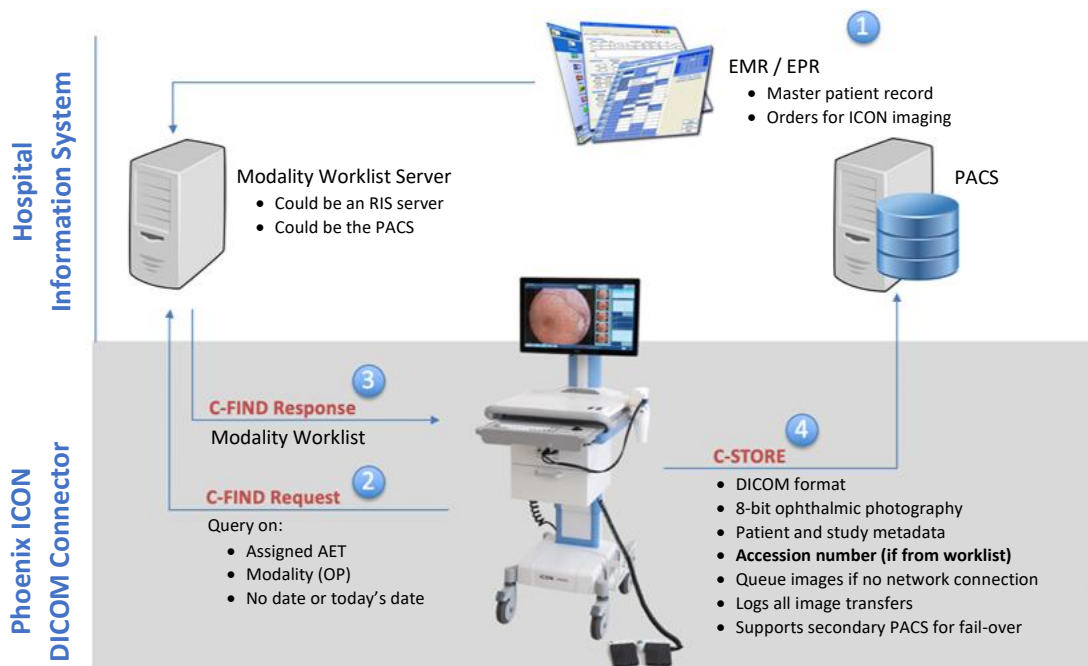 Hospital
Information System
Phoenix ICON
DICOM Connector
1
EMR / EPR
• Master patient record
• Orders for ICON imaging
Modality Worklist Server
• Could be an RIS server
• Could be the PACS
PACS
3
C-FIND Response
Modality Worklist
2
C-FIND Request
Query on:
• Assigned AET
• Modality (OP)
• No date or today's date
ICON
4
C-STORE
• DICOM format
• 8-bit ophthalmic photography
• Patient and study metadata
• Accession number (if from worklist)
• Queue images if no network connection
• Logs all image transfers
• Supports secondary PACS for fail-over